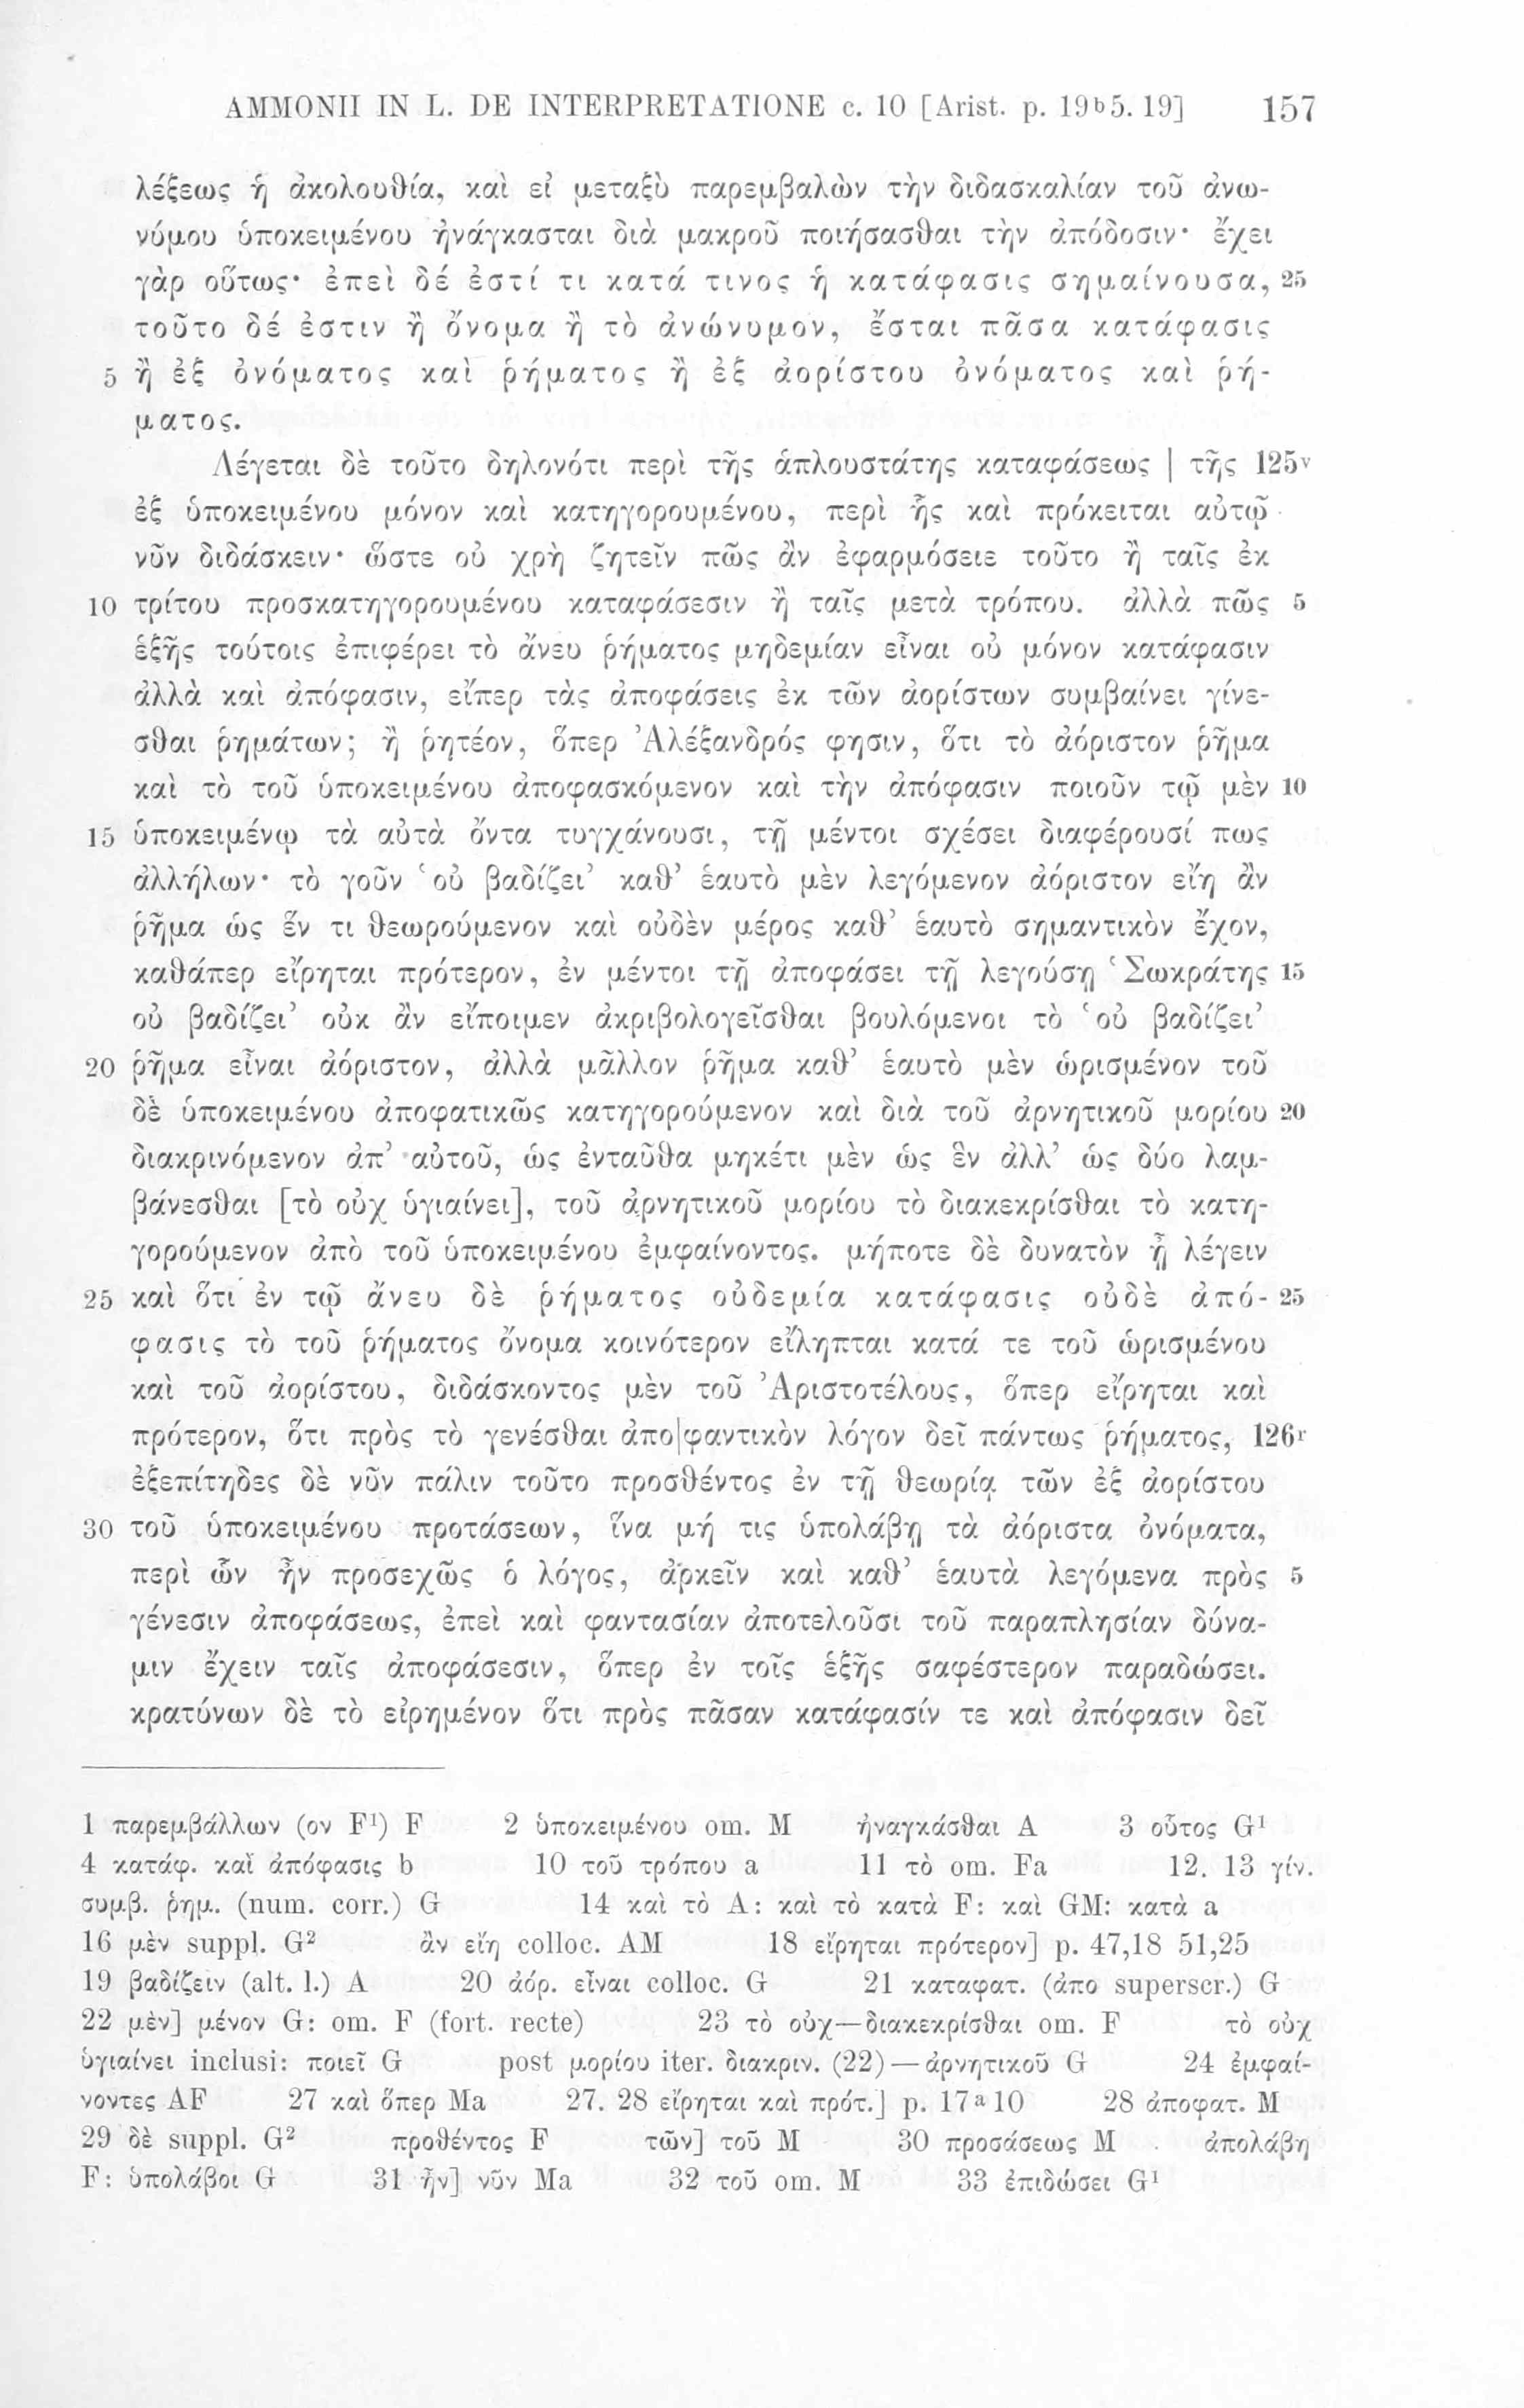 AMMONII IN L. DE INTERPRETATIONE c. 10 [Arist. p. 19ᵇ5. 19] 157
λέξεως ἡ ἀκολουθία, καὶ εἰ μεταξὺ παρεμβαλὼν τὴν διδασκαλίαν τοῦ ἀνω-
νύμου ὑποκειμένου ἠνάγκασται διὰ μακροῦ ποιήσασθαι τὴν ἀπόδοσιν· ἔχει
γὰρ οὕτως· ἐπεὶ δέ ἐστί τι κατά τινος ἡ κατάφασις σημαίνουσα, 25
τοῦτο δέ ἐστιν ἢ ὄνομα ἢ τὸ ἀνώνυμον, ἔσται πᾶσα κατάφασις
5 ἢ ἐξ ὀνόματος καὶ ῥήματος ἢ ἐξ ἀορίστου ὀνόματος καὶ ῥή-
ματος.
Λέγεται δὲ τοῦτο δηλονότι περὶ τῆς ἁπλουστάτης καταφάσεως | τῆς 125ᵛ
ἐξ ὑποκειμένου μόνον καὶ κατηγορουμένου, περὶ ἧς καὶ πρόκειται αὐτῷ
νῦν διδάσκειν· ὥστε οὐ χρὴ ζητεῖν πῶς ἂν ἐφαρμόσειε τοῦτο ἢ ταῖς ἐκ
10 τρίτου προσκατηγορουμένου καταφάσεσιν ἢ ταῖς μετὰ τρόπου. ἀλλὰ πῶς 5
ἑξῆς τούτοις ἐπιφέρει τὸ ἄνευ ῥήματος μηδεμίαν εἶναι οὐ μόνον κατάφασιν
ἀλλὰ καὶ ἀπόφασιν, εἴπερ τὰς ἀποφάσεις ἐκ τῶν ἀορίστων συμβαίνει γίνε-
σθαι ῥημάτων; ἢ ῥητέον, ὅπερ Ἀλέξανδρός φησιν, ὅτι τὸ ἀόριστον ῥῆμα
καὶ τὸ τοῦ ὑποκειμένου ἀποφασκόμενον καὶ τὴν ἀπόφασιν ποιοῦν τῷ μὲν 10
15 ὑποκειμένῳ τὰ αὐτὰ ὄντα τυγχάνουσι, τῇ μέντοι σχέσει διαφέρουσί πως
ἀλλήλων· τὸ γοῦν ‘οὐ βαδίζει’ καθ’ ἑαυτὸ μὲν λεγόμενον ἀόριστον εἴη ἂν
ῥῆμα ὡς ἕν τι θεωρούμενον καὶ οὐδὲν μέρος καθ’ ἑαυτὸ σημαντικὸν ἔχον,
καθάπερ εἴρηται πρότερον, ἐν μέντοι τῇ ἀποφάσει τῇ λεγούσῃ ‘Σωκράτης 15
οὐ βαδίζει’ οὐκ ἂν εἴποιμεν ἀκριβολογεῖσθαι βουλόμενοι τὸ ‘οὐ βαδίζει’
20 ῥῆμα εἶναι ἀόριστον, ἀλλὰ μᾶλλον ῥῆμα καθ’ ἑαυτὸ μὲν ὡρισμένον τοῦ
δὲ ὑποκειμένου ἀποφατικῶς κατηγορούμενον καὶ διὰ τοῦ ἀρνητικοῦ μορίου 20
διακρινόμενον ἀπ’ αὐτοῦ, ὡς ἐνταῦθα μηκέτι μὲν ὡς ἓν ἀλλ’ ὡς δύο λαμ-
βάνεσθαι [τὸ οὐχ ὑγιαίνει], τοῦ ἀρνητικοῦ μορίου τὸ διακεκρίσθαι τὸ κατη-
γορούμενον ἀπὸ τοῦ ὑποκειμένου ἐμφαίνοντος. μήποτε δὲ δυνατὸν ᾖ λέγειν
25 καὶ ὅτι ἐν τῷ ἄνευ δὲ ῥήματος οὐδεμία κατάφασις οὐδὲ ἀπό- 25
φασις τὸ τοῦ ῥήματος ὄνομα κοινότερον εἴληπται κατά τε τοῦ ὡρισμένου
καὶ τοῦ ἀορίστου, διδάσκοντος μὲν τοῦ Ἀριστοτέλους, ὅπερ εἴρηται καὶ
πρότερον, ὅτι πρὸς τὸ γενέσθαι ἀπο|φαντικὸν λόγον δεῖ πάντως ῥήματος, 126ʳ
ἐξεπίτηδες δὲ νῦν πάλιν τοῦτο προσθέντος ἐν τῇ θεωρίᾳ τῶν ἐξ ἀορίστου
30 τοῦ ὑποκειμένου προτάσεων, ἵνα μή τις ὑπολάβῃ τὰ ἀόριστα ὀνόματα,
περὶ ὧν ἦν προσεχῶς ὁ λόγος, ἀρκεῖν καὶ καθ’ ἑαυτὰ λεγόμενα πρὸς 5
γένεσιν ἀποφάσεως, ἐπεὶ καὶ φαντασίαν ἀποτελοῦσι τοῦ παραπλησίαν δύνα-
μιν ἔχειν ταῖς ἀποφάσεσιν, ὅπερ ἐν τοῖς ἑξῆς σαφέστερον παραδώσει.
κρατύνων δὲ τὸ εἰρημένον ὅτι πρὸς πᾶσαν κατάφασίν τε καὶ ἀπόφασιν δεῖ
1 παρεμβάλλων (ον F¹) F 2 ὑποκειμένου om. M ἠναγκάσθαι A 3 οὗτος G¹
4 κατάφ. καὶ ἀπόφασις b 10 τοῦ τρόπου a 11 τὸ om. Fa 12. 13 γίν.
συμβ. ῥημ. (num. corr.) G 14 καὶ τὸ A: καὶ τὸ κατὰ F: καὶ GM: κατὰ a
16 μὲν suppl. G² ἂν εἴη colloc. AM 18 εἴρηται πρότερον] p. 47,18 51,25
19 βαδίζειν (alt. l.) A 20 ἀόρ. εἶναι colloc. G 21 καταφατ. (ἀπο superscr.) G
22 μὲν] μένον G: om. F (fort. recte) 23 τὸ οὐχ—διακεκρίσθαι om. F τὸ οὐχ
ὑγιαίνει inclusi: ποιεῖ G post μορίου iter. διακριν. (22)—ἀρνητικοῦ G 24 ἐμφαί-
νοντες AF 27 καὶ ὅπερ Ma 27. 28 εἴρηται καὶ πρότ.] p. 17ᵃ10 28 ἀποφατ. M
29 δὲ suppl. G² προθέντος F τῶν] τοῦ M 30 προσάσεως M ἀπολάβῃ
F: ὑπολάβοι G 31 ἦν] νῦν Ma 32 τοῦ om. M 33 ἐπιδώσει G¹